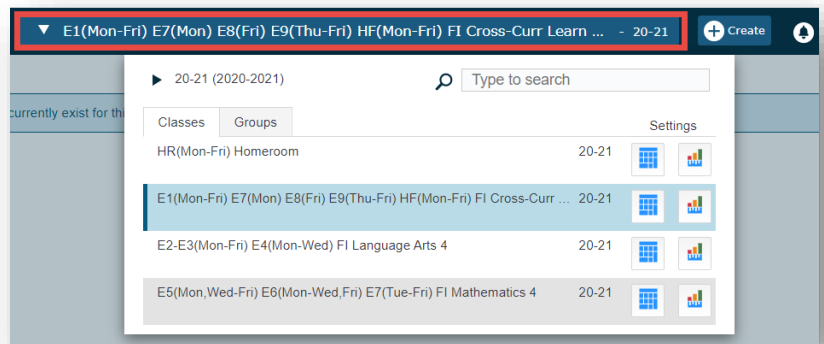 ▼ E1(Mon-Fri) E7(Mon) E8(Fri) E9(Thu-Fri) HF(Mon-Fri) FI Cross-Curr Learn ... - 20-21 Create
20-21 (2020-2021) Type to search
currently exist for thi
Classes Groups Settings
HR(Mon-Fri) Homeroom 20-21
E1(Mon-Fri) E7(Mon) E8(Fri) E9(Thu-Fri) HF(Mon-Fri) FI Cross-Curr ... 20-21
E2-E3(Mon-Fri) E4(Mon-Wed) FI Language Arts 4 20-21
E5(Mon,Wed-Fri) E6(Mon-Wed,Fri) E7(Tue-Fri) FI Mathematics 4 20-21